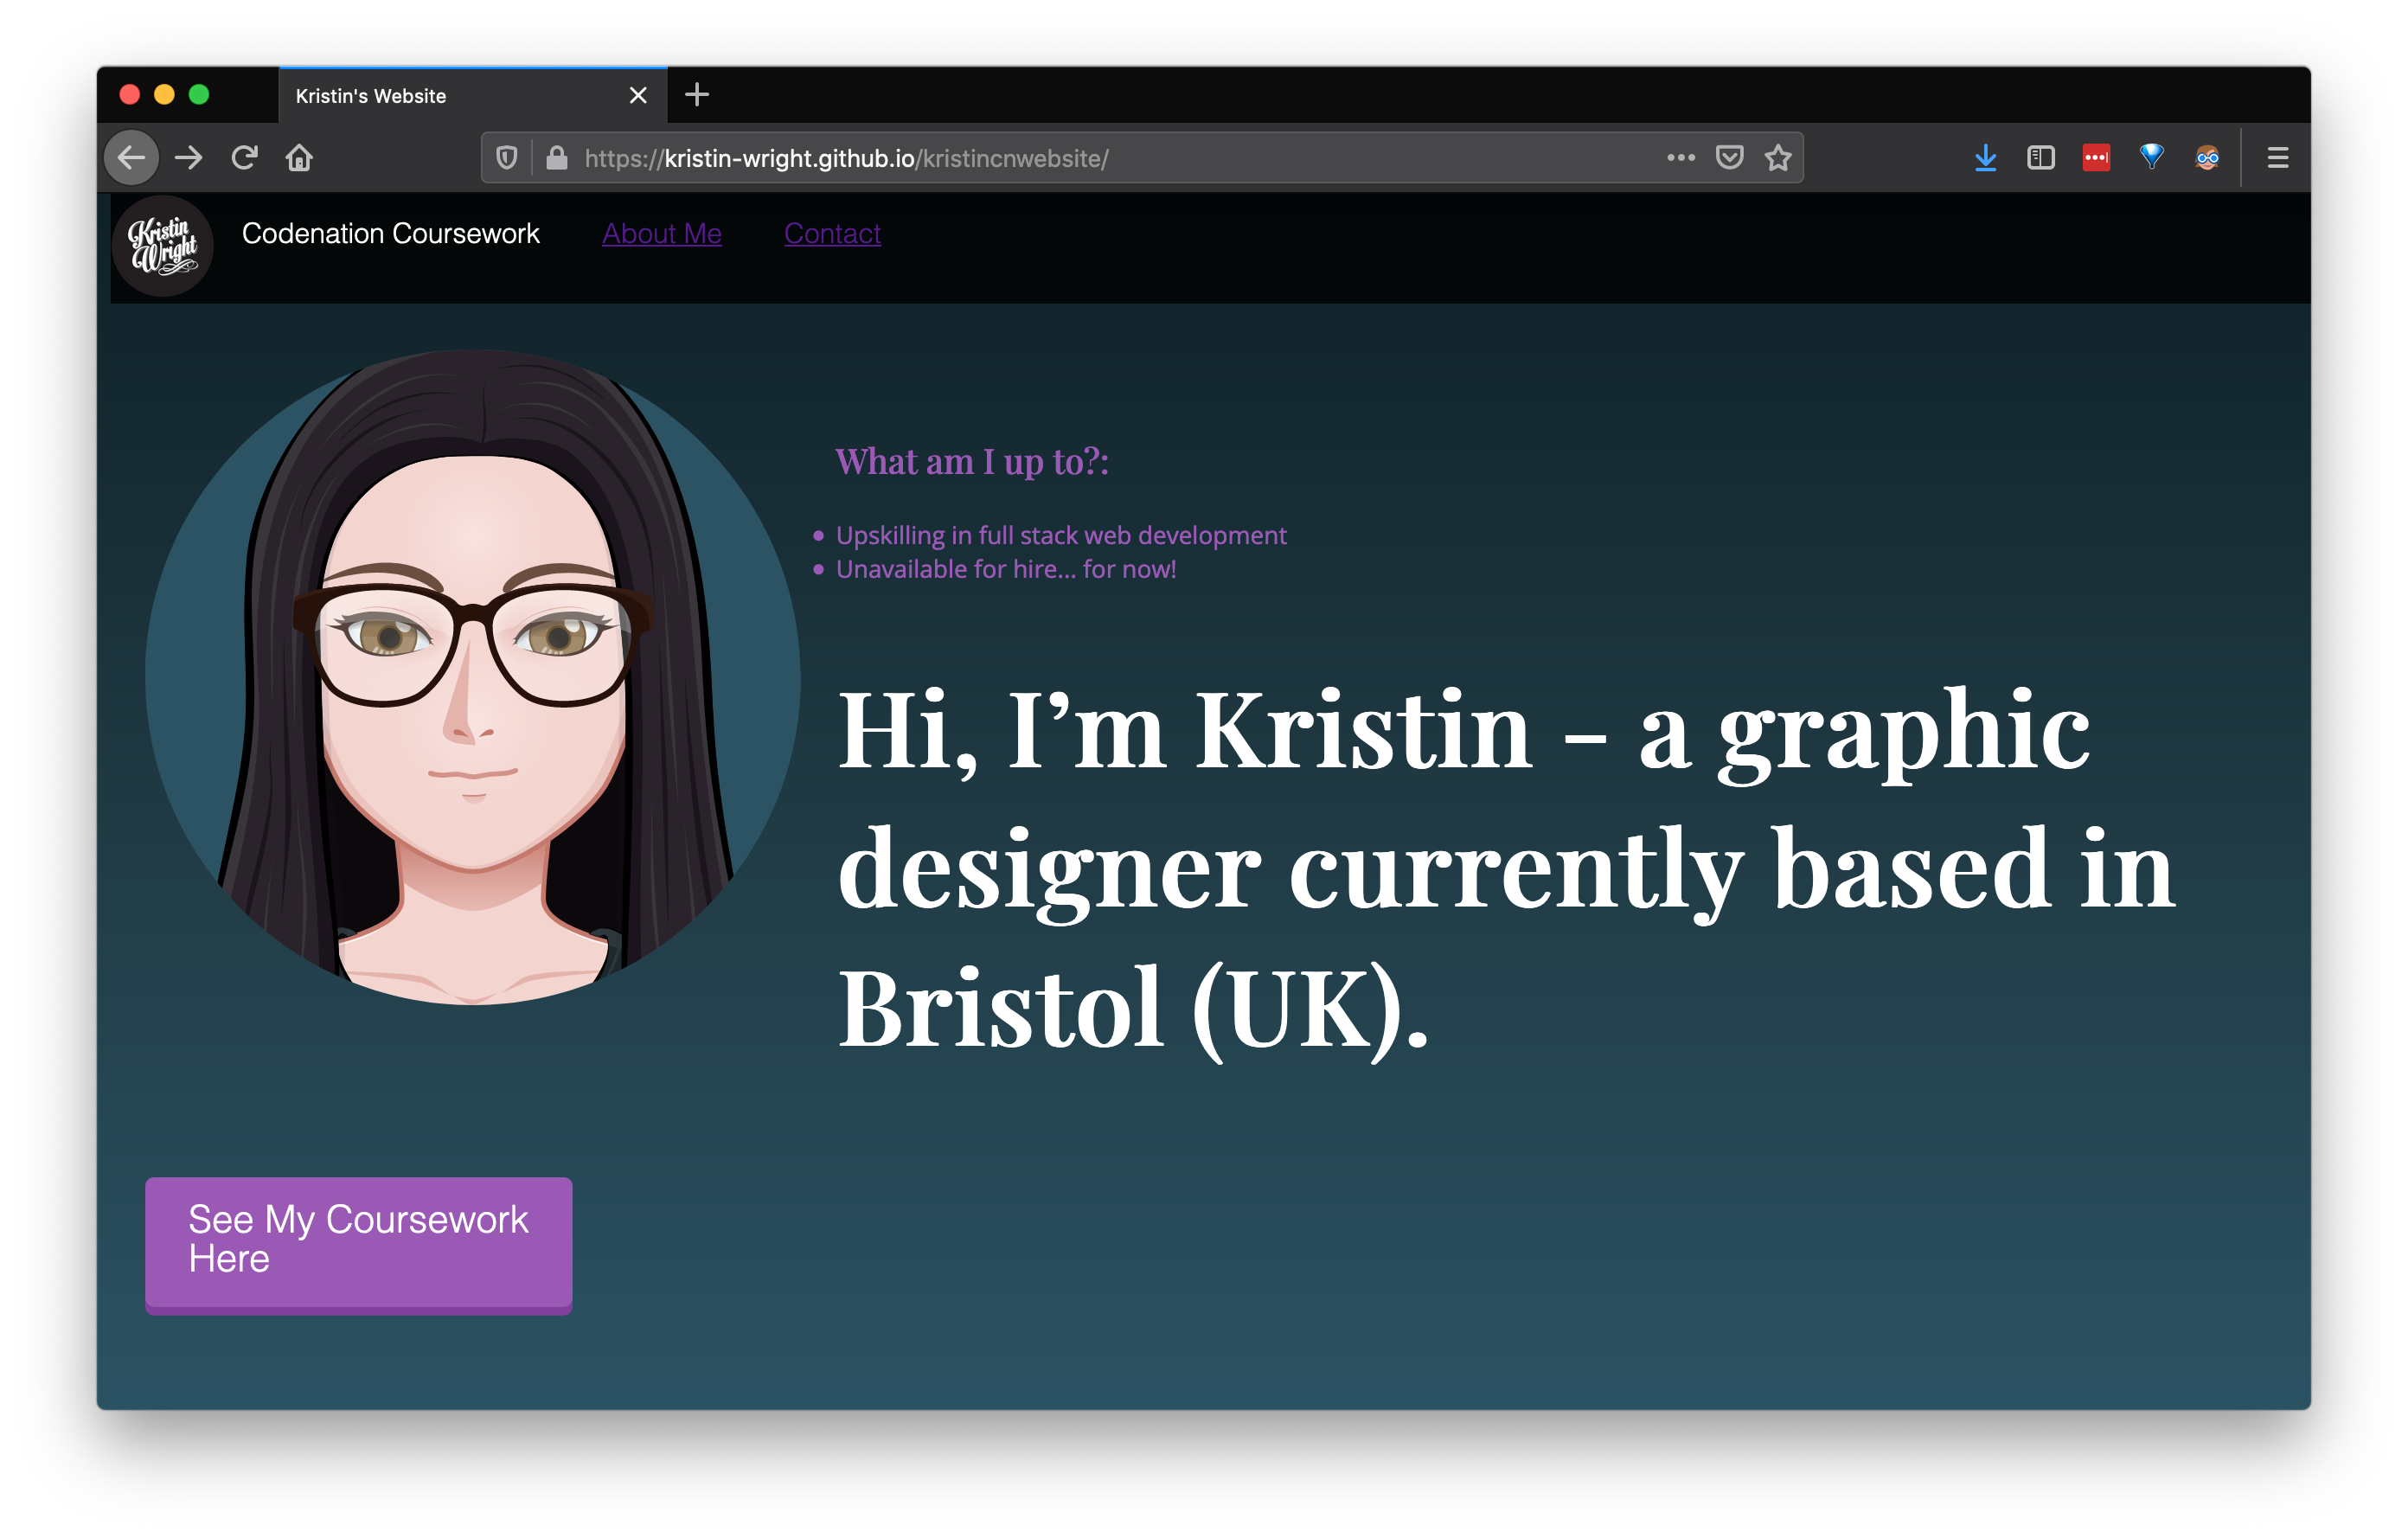 Kristin's Website
https://kristin-wright.github.io/kristincnwebsite/
Kristin
Wright
Codenation Coursework
About Me
Contact
What am I up to?:
• Upskilling in full stack web development
• Unavailable for hire... for now!
Hi, I’m Kristin – a graphic
designer currently based in
Bristol (UK).
See My Coursework
Here